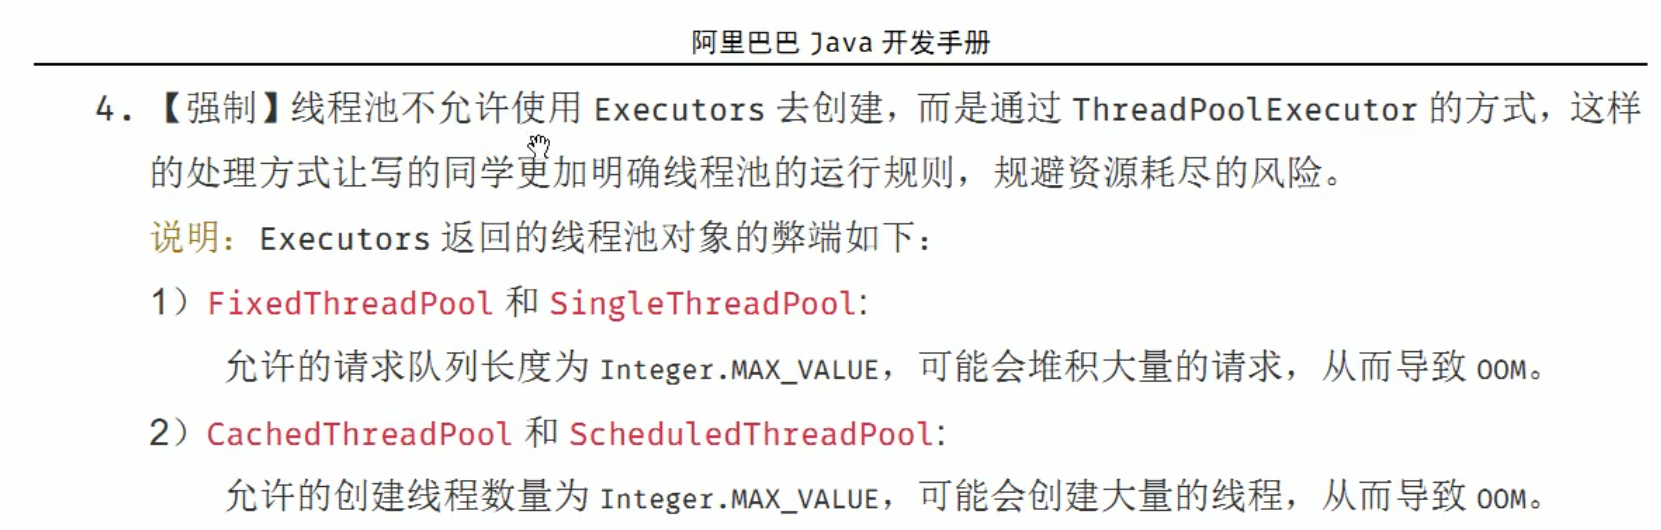 阿里巴巴 Java 开发手册
4. 【强制】线程池不允许使用 Executors 去创建，而是通过 ThreadPoolExecutor 的方式，这样
的处理方式让写的同学更加明确线程池的运行规则，规避资源耗尽的风险。
说明：Executors 返回的线程池对象的弊端如下：
1）FixedThreadPool 和 SingleThreadPool:
允许的请求队列长度为 Integer.MAX_VALUE，可能会堆积大量的请求，从而导致 OOM。
2）CachedThreadPool 和 ScheduledThreadPool:
允许的创建线程数量为 Integer.MAX_VALUE，可能会创建大量的线程，从而导致 OOM。